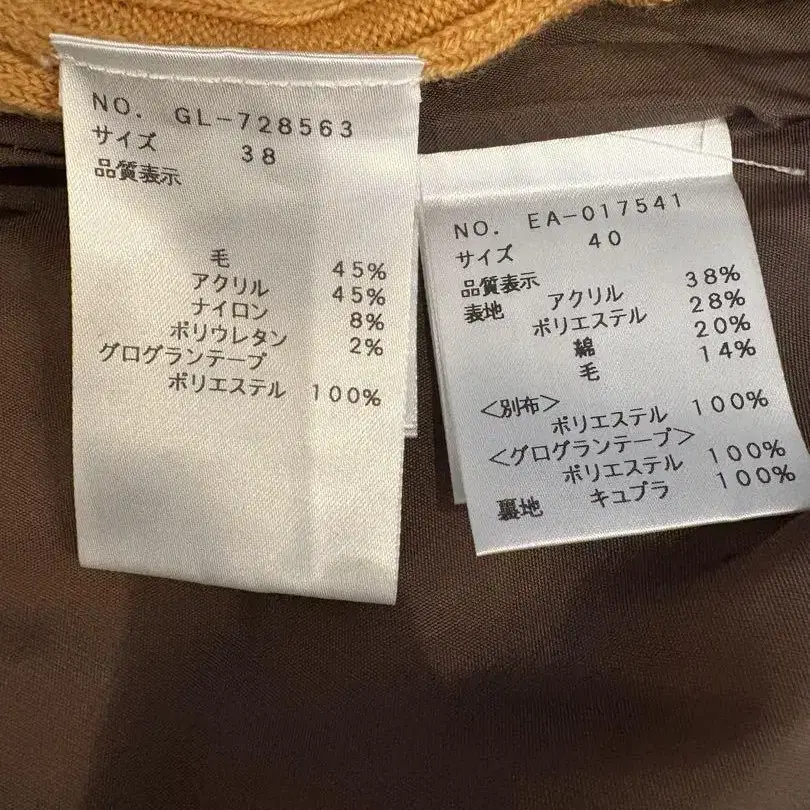 NO. GL-728563
サイズ 38
品質表示
毛 45%
アクリル 45%
ナイロン 8%
ポリウレタン 2%
グログランテープ
ポリエステル 100%
NO. EA-017541
サイズ 40
品質表示
表地 アクリル 38%
ポリエステル 28%
綿 20%
毛 14%
<別布>
ポリエステル 100%
<グログランテープ>
ポリエステル 100%
裏地 キュプラ 100%